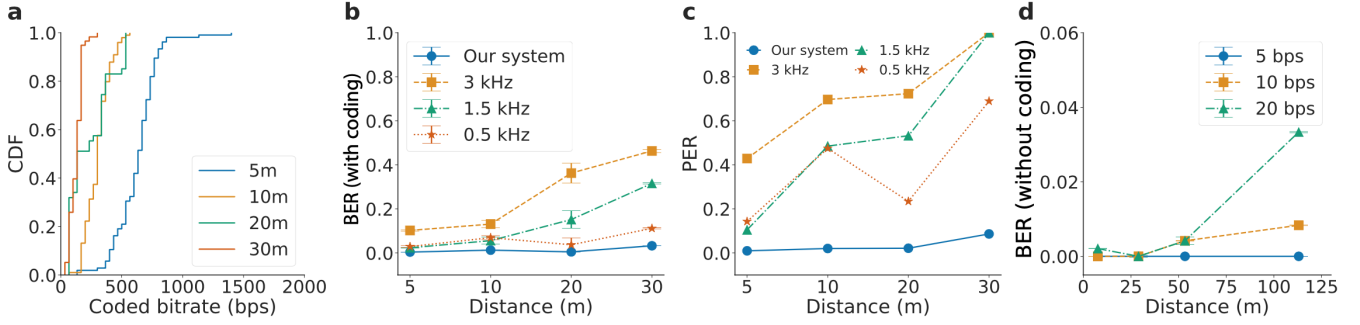 a
CDF
1.0
0.8
0.6
0.4
0.2
0.0
5m
10m
20m
30m
0 500 1000 1500 2000
Coded bitrate (bps)
b
BER (with coding)
1.0
0.8
0.6
0.4
0.2
0.0
Our system
3 kHz
1.5 kHz
0.5 kHz
5 10 20 30
Distance (m)
c
PER
1.0
0.8
0.6
0.4
0.2
0.0
Our system 1.5 kHz
3 kHz 0.5 kHz
5 10 20 30
Distance (m)
d
BER (without coding)
0.06
0.04
0.02
0.00
5 bps
10 bps
20 bps
0 25 50 75 100 125
Distance (m)